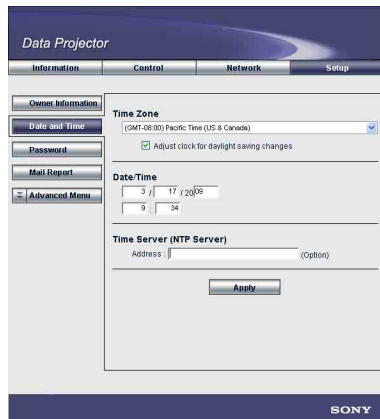 Data Projector
Information Control Network Setup
Owner Information
Date and Time
Password
Mail Report
Advanced Menu
Time Zone
(GMT-08:00) Pacific Time (US & Canada)
Adjust clock for daylight saving changes
Date/Time
3 / 17 / 2009
9 : 34
Time Server (NTP Server)
Address : (Option)
Apply
SONY